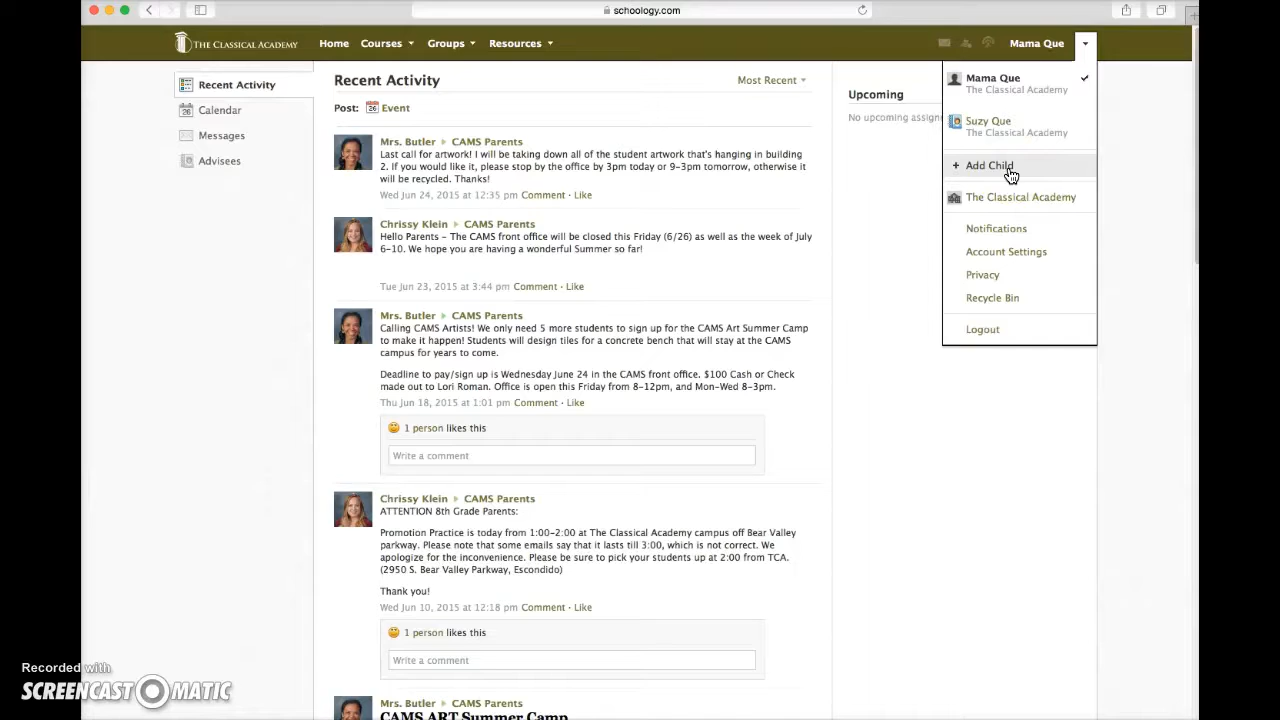 schoology.com
THE CLASSICAL ACADEMY
Home
Courses
Groups
Resources
Mama Que
Recent Activity
Calendar
Messages
Advisees
Recent Activity
Most Recent
Post: Event
Mrs. Butler CAMS Parents
Last call for artwork! I will be taking down all of the student artwork that's hanging in building
2. If you would like it, please stop by the office by 3pm today or 9-3pm tomorrow, otherwise it
will be recycled. Thanks!
Wed Jun 24, 2015 at 12:35 pm Comment · Like
Chrissy Klein CAMS Parents
Hello Parents - The CAMS front office will be closed this Friday (6/26) as well as the week of July
6-10. We hope you are having a wonderful Summer so far!
Tue Jun 23, 2015 at 3:44 pm Comment · Like
Mrs. Butler CAMS Parents
Calling CAMS Artists! We only need 5 more students to sign up for the CAMS Art Summer Camp
to make it happen! Students will design tiles for a concrete bench that will stay at the CAMS
campus for years to come.
Deadline to pay/sign up is Wednesday June 24 in the CAMS front office. $100 Cash or Check
made out to Lori Roman. Office is open this Friday from 8-12pm, and Mon-Wed 8-3pm.
Thu Jun 18, 2015 at 1:01 pm Comment · Like
1 person likes this
Write a comment
Chrissy Klein CAMS Parents
ATTENTION 8th Grade Parents:
Promotion Practice is today from 1:00-2:00 at The Classical Academy campus off Bear Valley
parkway. Please note that some emails say that it lasts till 3:00, which is not correct. We
apologize for the inconvenience. Please be sure to pick your students up at 2:00 from TCA.
(2950 S. Bear Valley Parkway, Escondido)
Thank you!
Wed Jun 10, 2015 at 12:18 pm Comment · Like
1 person likes this
Write a comment
Mrs. Butler CAMS Parents
CAMS ART Summer Camp
Upcoming
No upcoming assign
Mama Que
The Classical Academy
Suzy Que
The Classical Academy
+ Add Child
The Classical Academy
Notifications
Account Settings
Privacy
Recycle Bin
Logout
Recorded with
SCREENCAST-O-MATIC